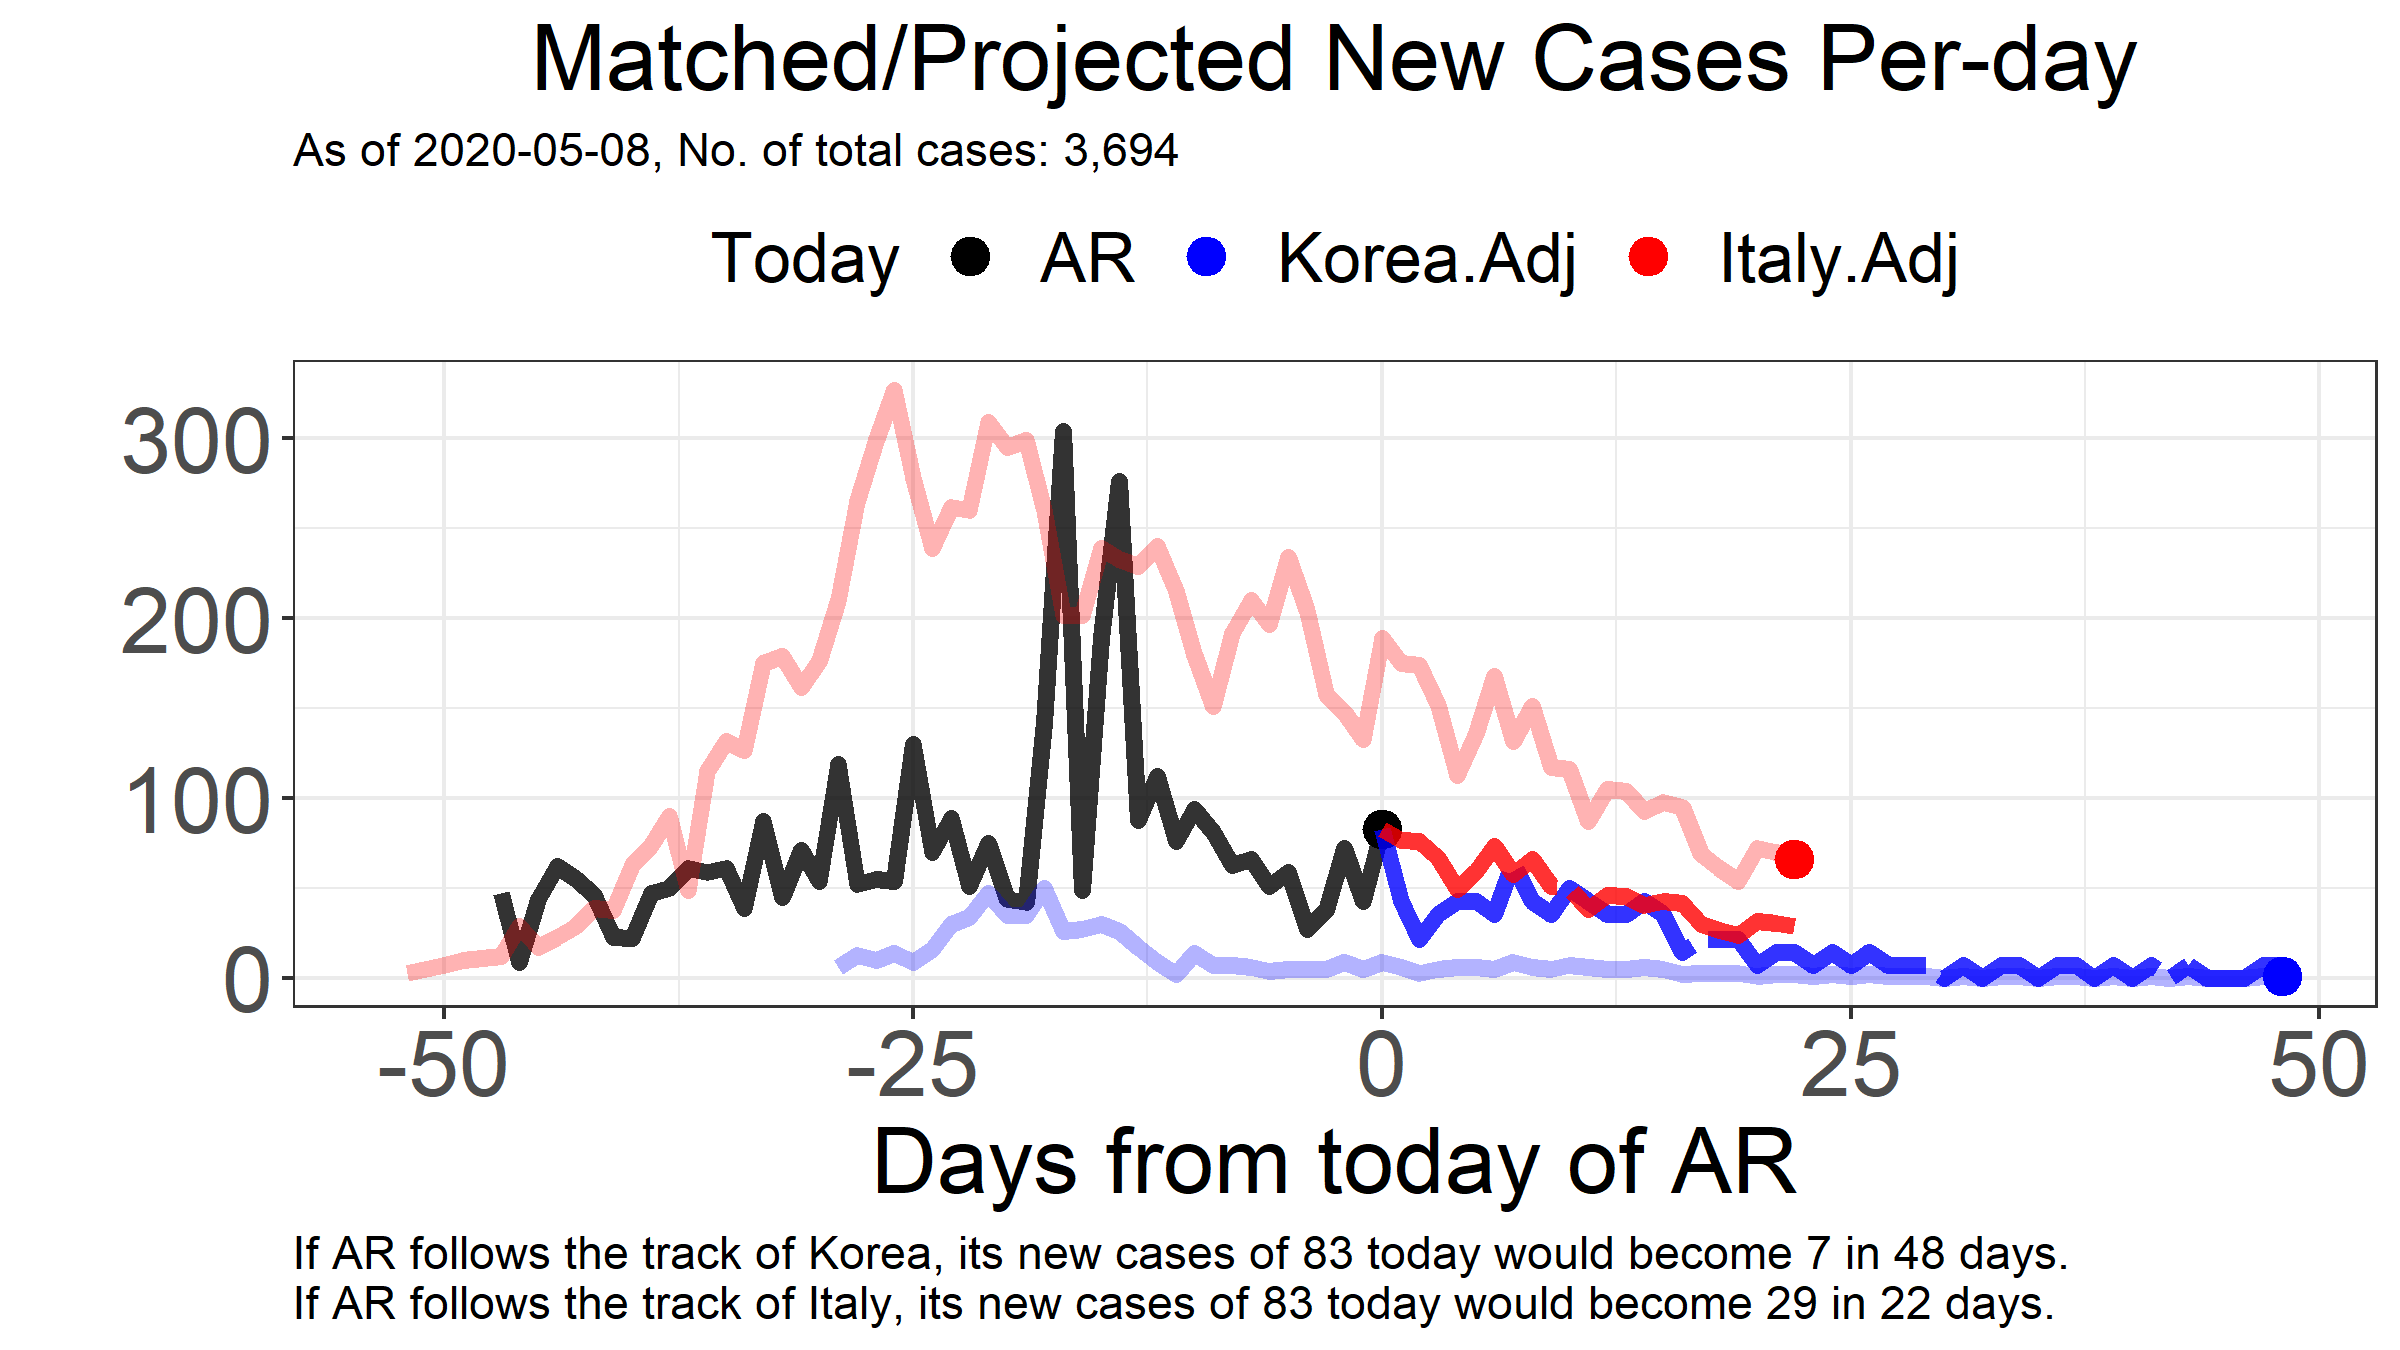 Matched/Projected New Cases Per-day
As of 2020-05-08, No. of total cases: 3,694
Today AR Korea.Adj Italy.Adj
300
200
100
0
-50 -25 0 25 50
Days from today of AR
If AR follows the track of Korea, its new cases of 83 today would become 7 in 48 days.
If AR follows the track of Italy, its new cases of 83 today would become 29 in 22 days.